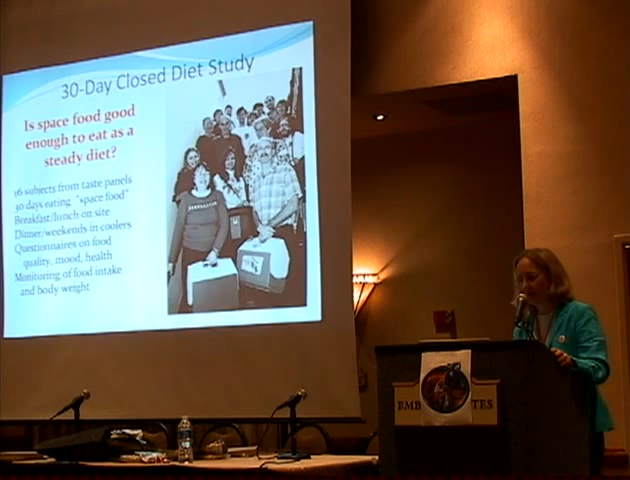 30-Day Closed Diet Study
Is space food good
enough to eat as a
steady diet?
16 subjects from taste panels
30 days eating "space food"
Breakfast/lunch on site
Dinner/weekends in coolers
Questionnaires on food
quality, mood, health
Monitoring of food intake
and body weight
BMB TES